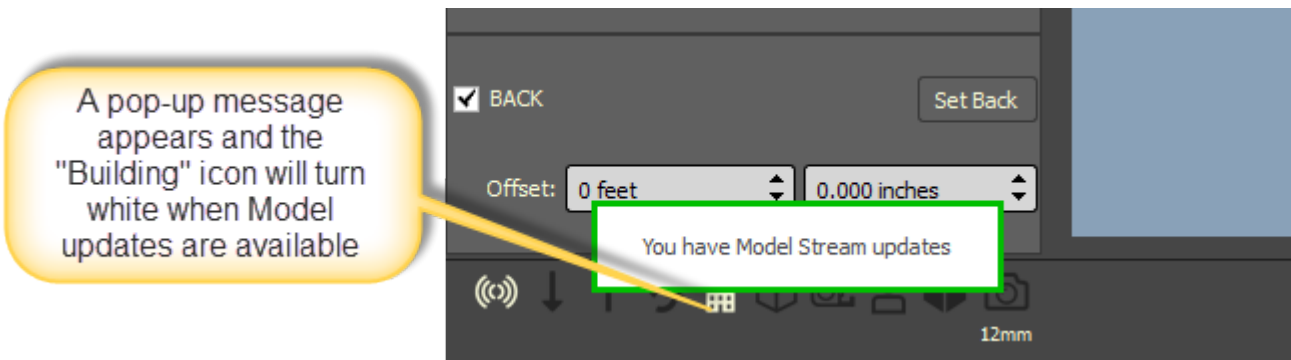 A pop-up message
appears and the
"Building" icon will turn
white when Model
updates are available
BACK
Set Back
Offset:
0 feet
0.000 inches
You have Model Stream updates
12mm